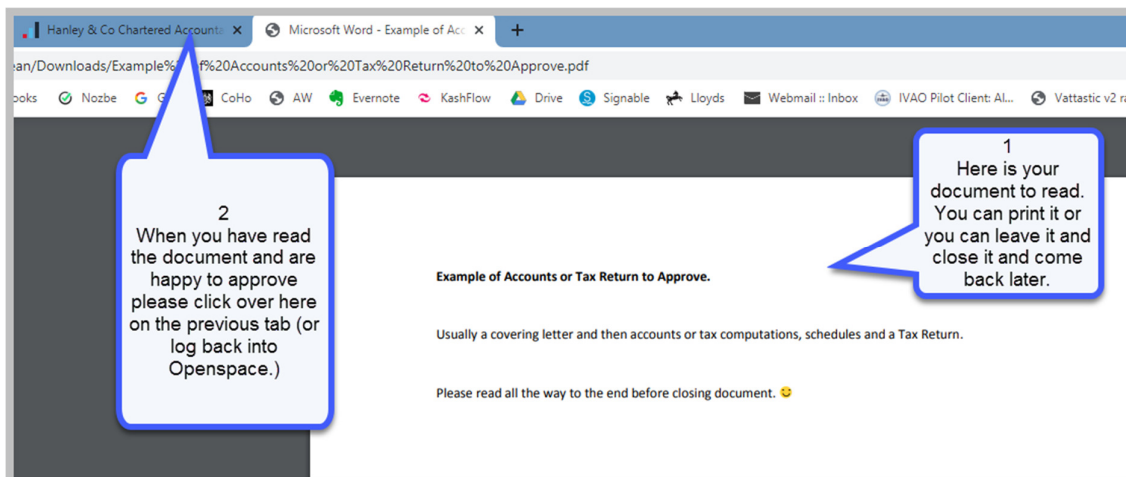 Hanley & Co Chartered Account
Microsoft Word - Example of Acc
ean/Downloads/Example% f%20Accounts%20or%20Tax%20Return%20to%20Approve.pdf
ooks Nozbe G CoHo AW Evernote KashFlow Drive Signable Lloyds Webmail :: Inbox IVAO Pilot Client: Al... Vattastic v2 ra
1
Here is your
document to read.
You can print it or
you can leave it and
close it and come
back later.
2
When you have read
the document and are
happy to approve
please click over here
on the previous tab (or
log back into
Openspace.)
Example of Accounts or Tax Return to Approve.
Usually a covering letter and then accounts or tax computations, schedules and a Tax Return.
Please read all the way to the end before closing document.